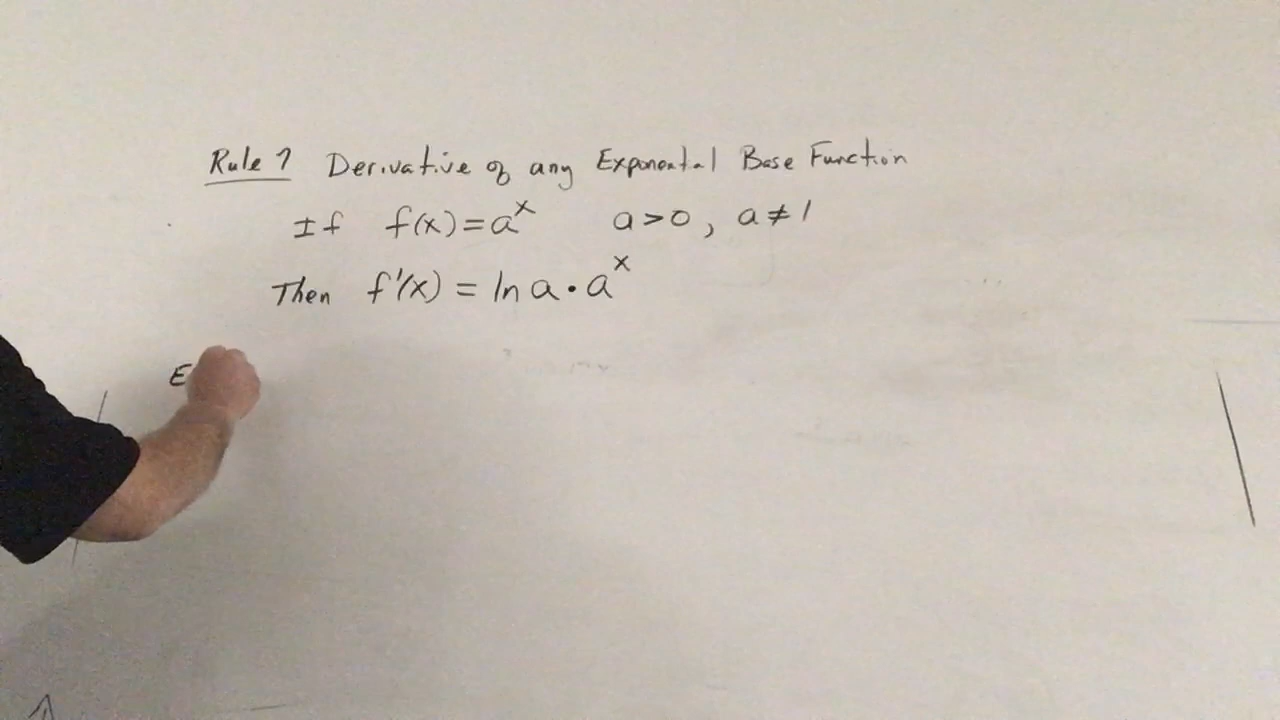 Rule 7 Derivative of any Exponential Base Function
If f(x) = a^x a > 0, a ≠ 1
Then f'(x) = ln a • a^x
E